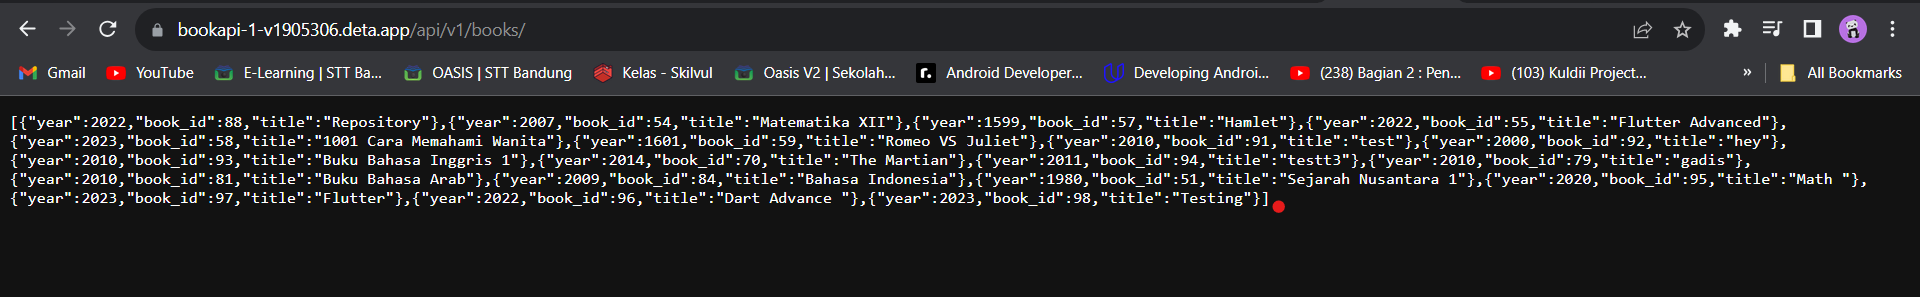 bookapi-1-v1905306.deta.app/api/v1/books/
Gmail YouTube E-Learning | STT Ba... OASIS | STT Bandung Kelas - Skilvul Oasis V2 | Sekolah... r. Android Developer... Developing Androi... (238) Bagian 2 : Pen... (103) Kuldii Project... » All Bookmarks
[{"year":2022,"book_id":88,"title":"Repository"},{"year":2007,"book_id":54,"title":"Matematika XII"},{"year":1599,"book_id":57,"title":"Hamlet"},{"year":2022,"book_id":55,"title":"Flutter Advanced"},
{"year":2023,"book_id":58,"title":"1001 Cara Memahami Wanita"},{"year":1601,"book_id":59,"title":"Romeo VS Juliet"},{"year":2010,"book_id":91,"title":"test"},{"year":2000,"book_id":92,"title":"hey"},
{"year":2010,"book_id":93,"title":"Buku Bahasa Inggris 1"},{"year":2014,"book_id":70,"title":"The Martian"},{"year":2011,"book_id":94,"title":"testt3"},{"year":2010,"book_id":79,"title":"gadis"},
{"year":2010,"book_id":81,"title":"Buku Bahasa Arab"},{"year":2009,"book_id":84,"title":"Bahasa Indonesia"},{"year":1980,"book_id":51,"title":"Sejarah Nusantara 1"},{"year":2020,"book_id":95,"title":"Math "},
{"year":2023,"book_id":97,"title":"Flutter"},{"year":2022,"book_id":96,"title":"Dart Advance "},{"year":2023,"book_id":98,"title":"Testing"}]